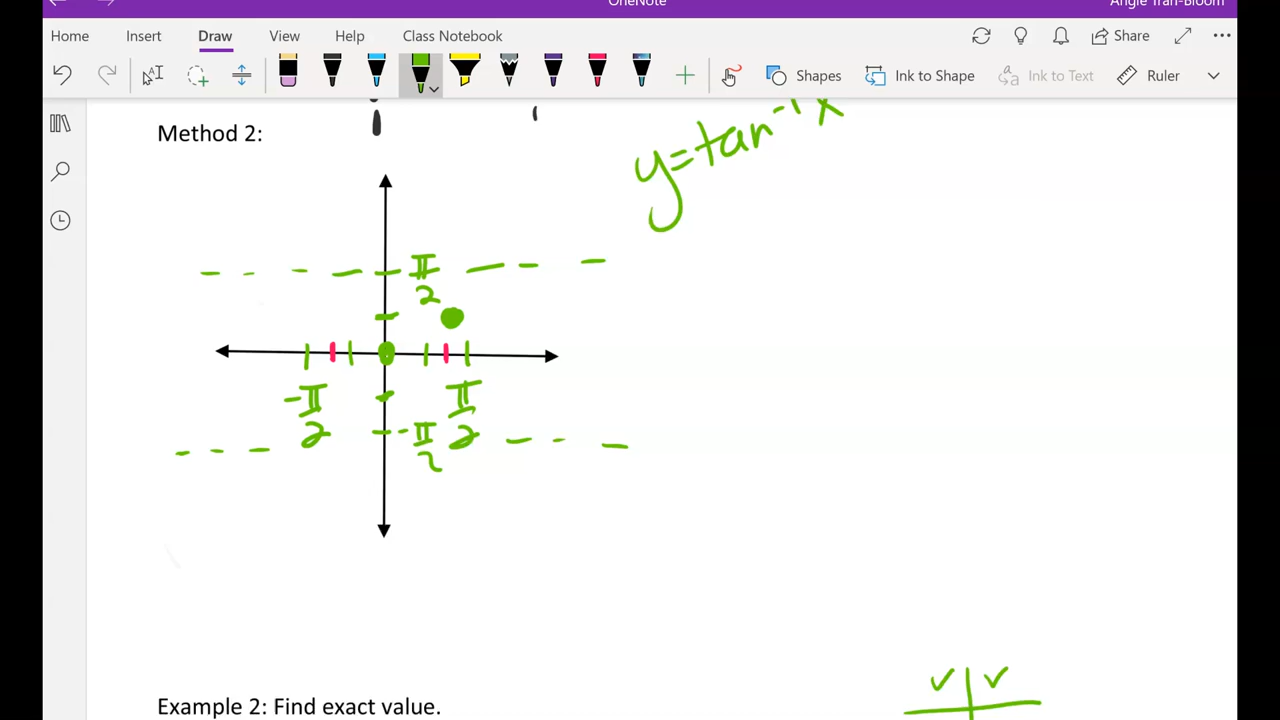 OneNote
Angie Tran-Bloom
Home Insert Draw View Help Class Notebook Share
Shapes Ink to Shape Ink to Text Ruler
Method 2:
y=tan⁻¹x
π/2
-π/2
π/2
-π/2
Example 2: Find exact value.